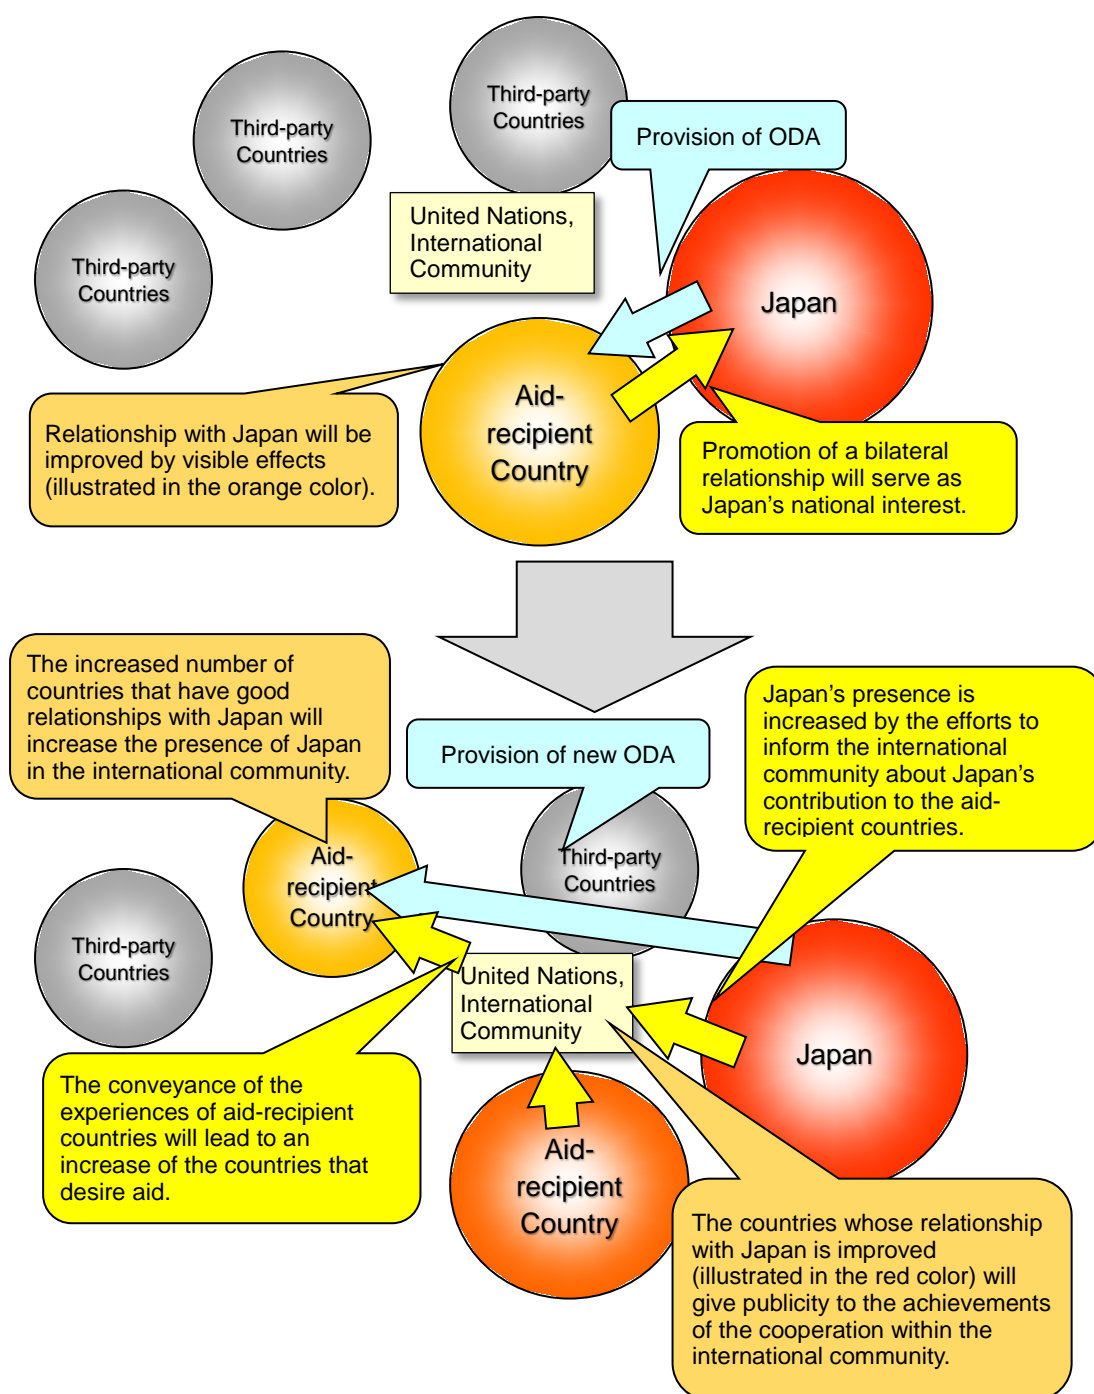 Third-party
Countries
Third-party
Countries
Provision of ODA
Third-party
Countries
United Nations,
International
Community
Japan
Aid-
recipient
Country
Relationship with Japan will be
improved by visible effects
(illustrated in the orange color).
Promotion of a bilateral
relationship will serve as
Japan’s national interest.
The increased number of
countries that have good
relationships with Japan will
increase the presence of Japan
in the international community.
Provision of new ODA
Japan’s presence is
increased by the efforts to
inform the international
community about Japan’s
contribution to the aid-
recipient countries.
Aid-
recipient
Country
Third-party
Countries
Third-party
Countries
United Nations,
International
Community
Japan
The conveyance of the
experiences of aid-recipient
countries will lead to an
increase of the countries that
desire aid.
Aid-
recipient
Country
The countries whose relationship
with Japan is improved
(illustrated in the red color) will
give publicity to the achievements
of the cooperation within the
international community.